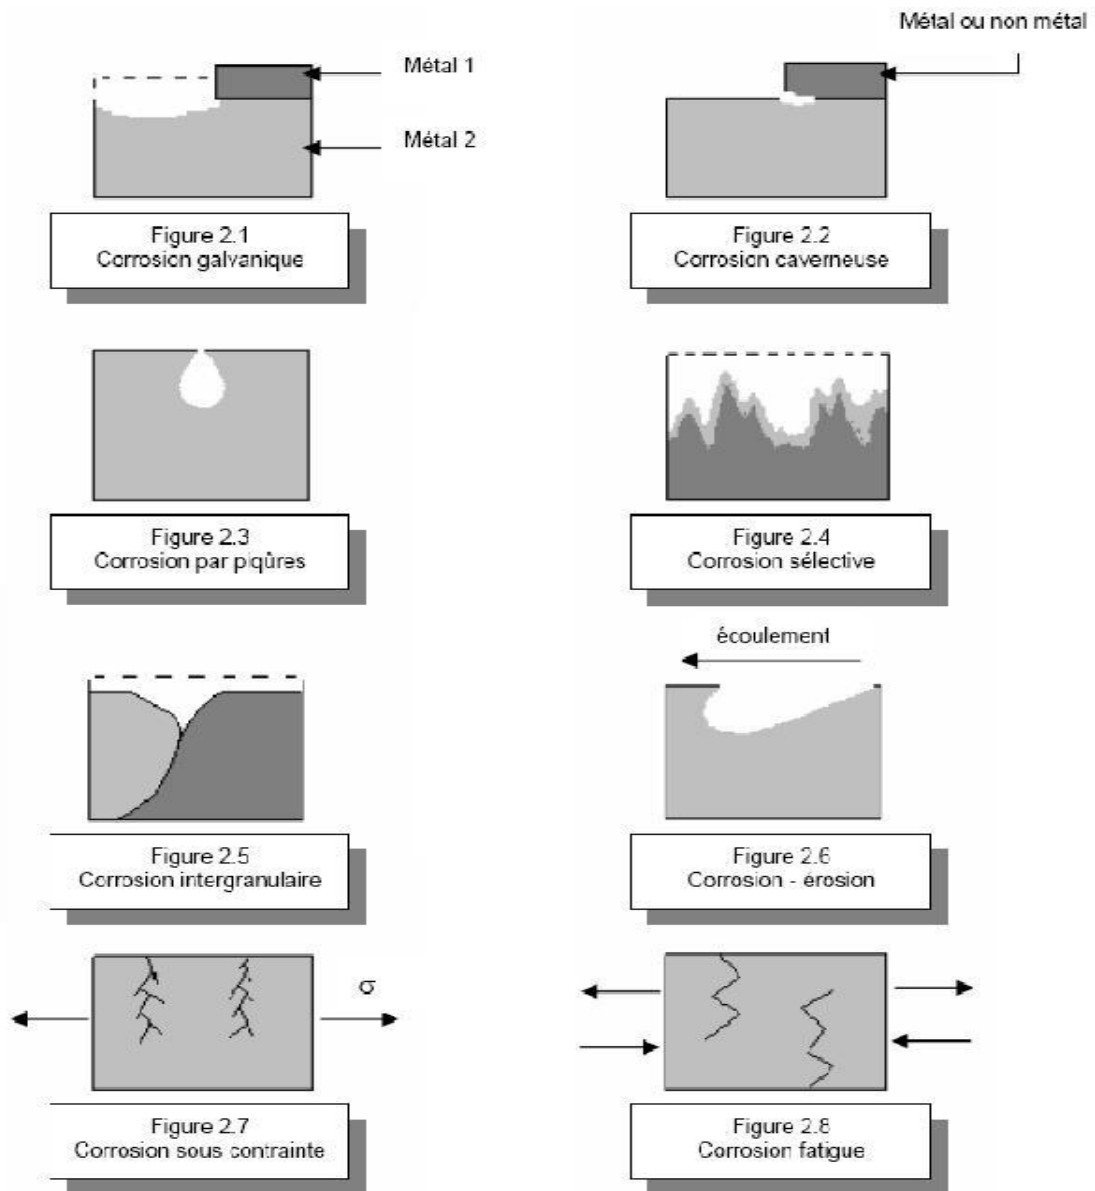 Métal ou non métal
Métal 1
Métal 2
Figure 2.1
Corrosion galvanique
Figure 2.2
Corrosion caverneuse
Figure 2.3
Corrosion par piqûres
Figure 2.4
Corrosion sélective
écoulement
Figure 2.5
Corrosion intergranulaire
Figure 2.6
Corrosion - érosion
σ
Figure 2.7
Corrosion sous contrainte
Figure 2.8
Corrosion fatigue